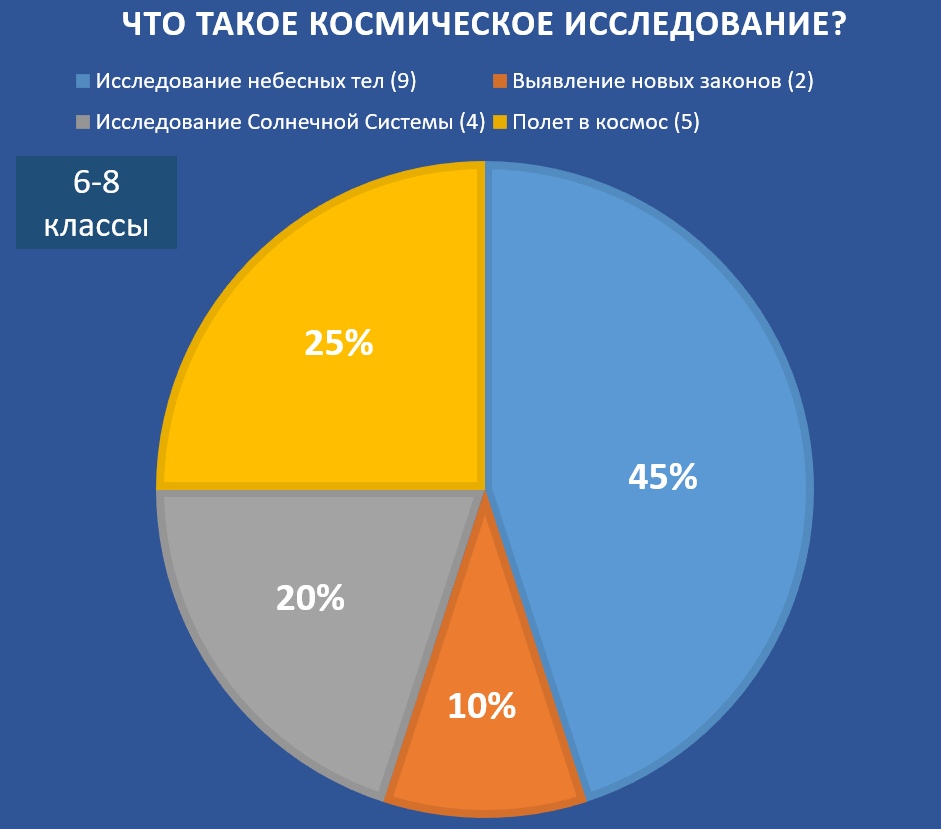 ЧТО ТАКОЕ КОСМИЧЕСКОЕ ИССЛЕДОВАНИЕ?
Исследование небесных тел (9)
Выявление новых законов (2)
Исследование Солнечной Системы (4)
Полет в космос (5)
6-8
классы
25%
45%
20%
10%